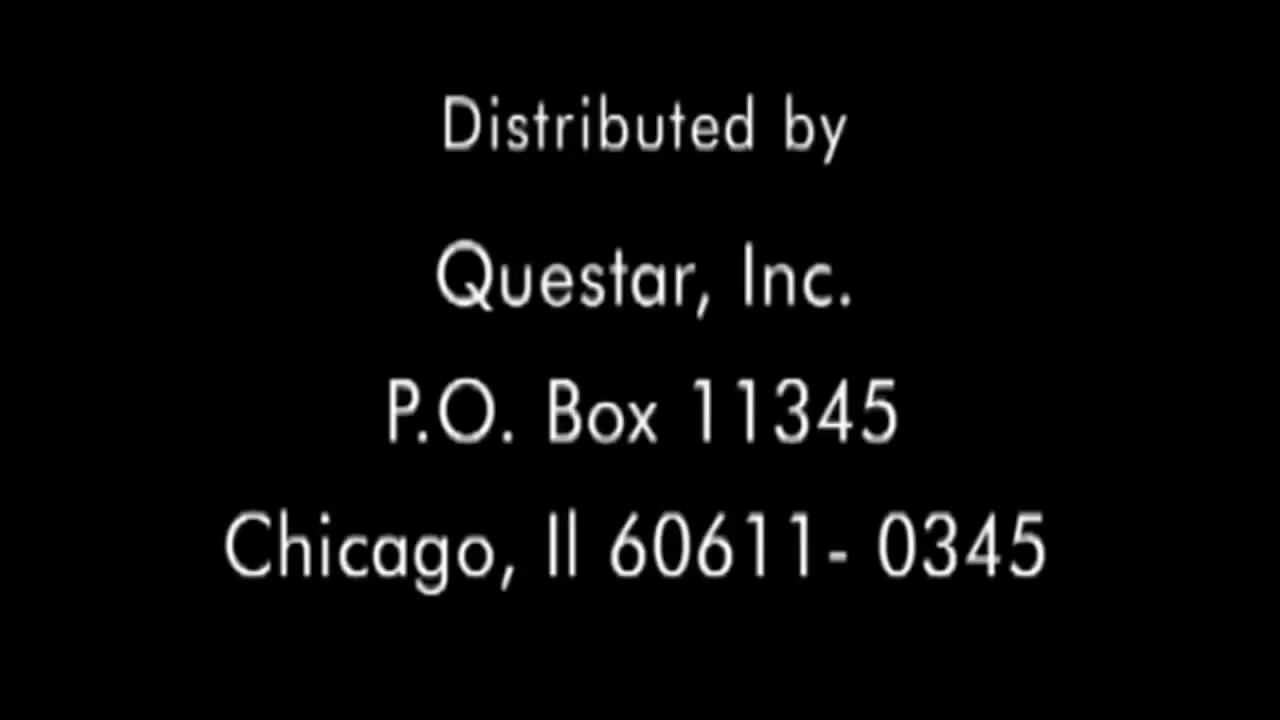 Distributed by
Questar, Inc.
P.O. Box 11345
Chicago, Il 60611- 0345